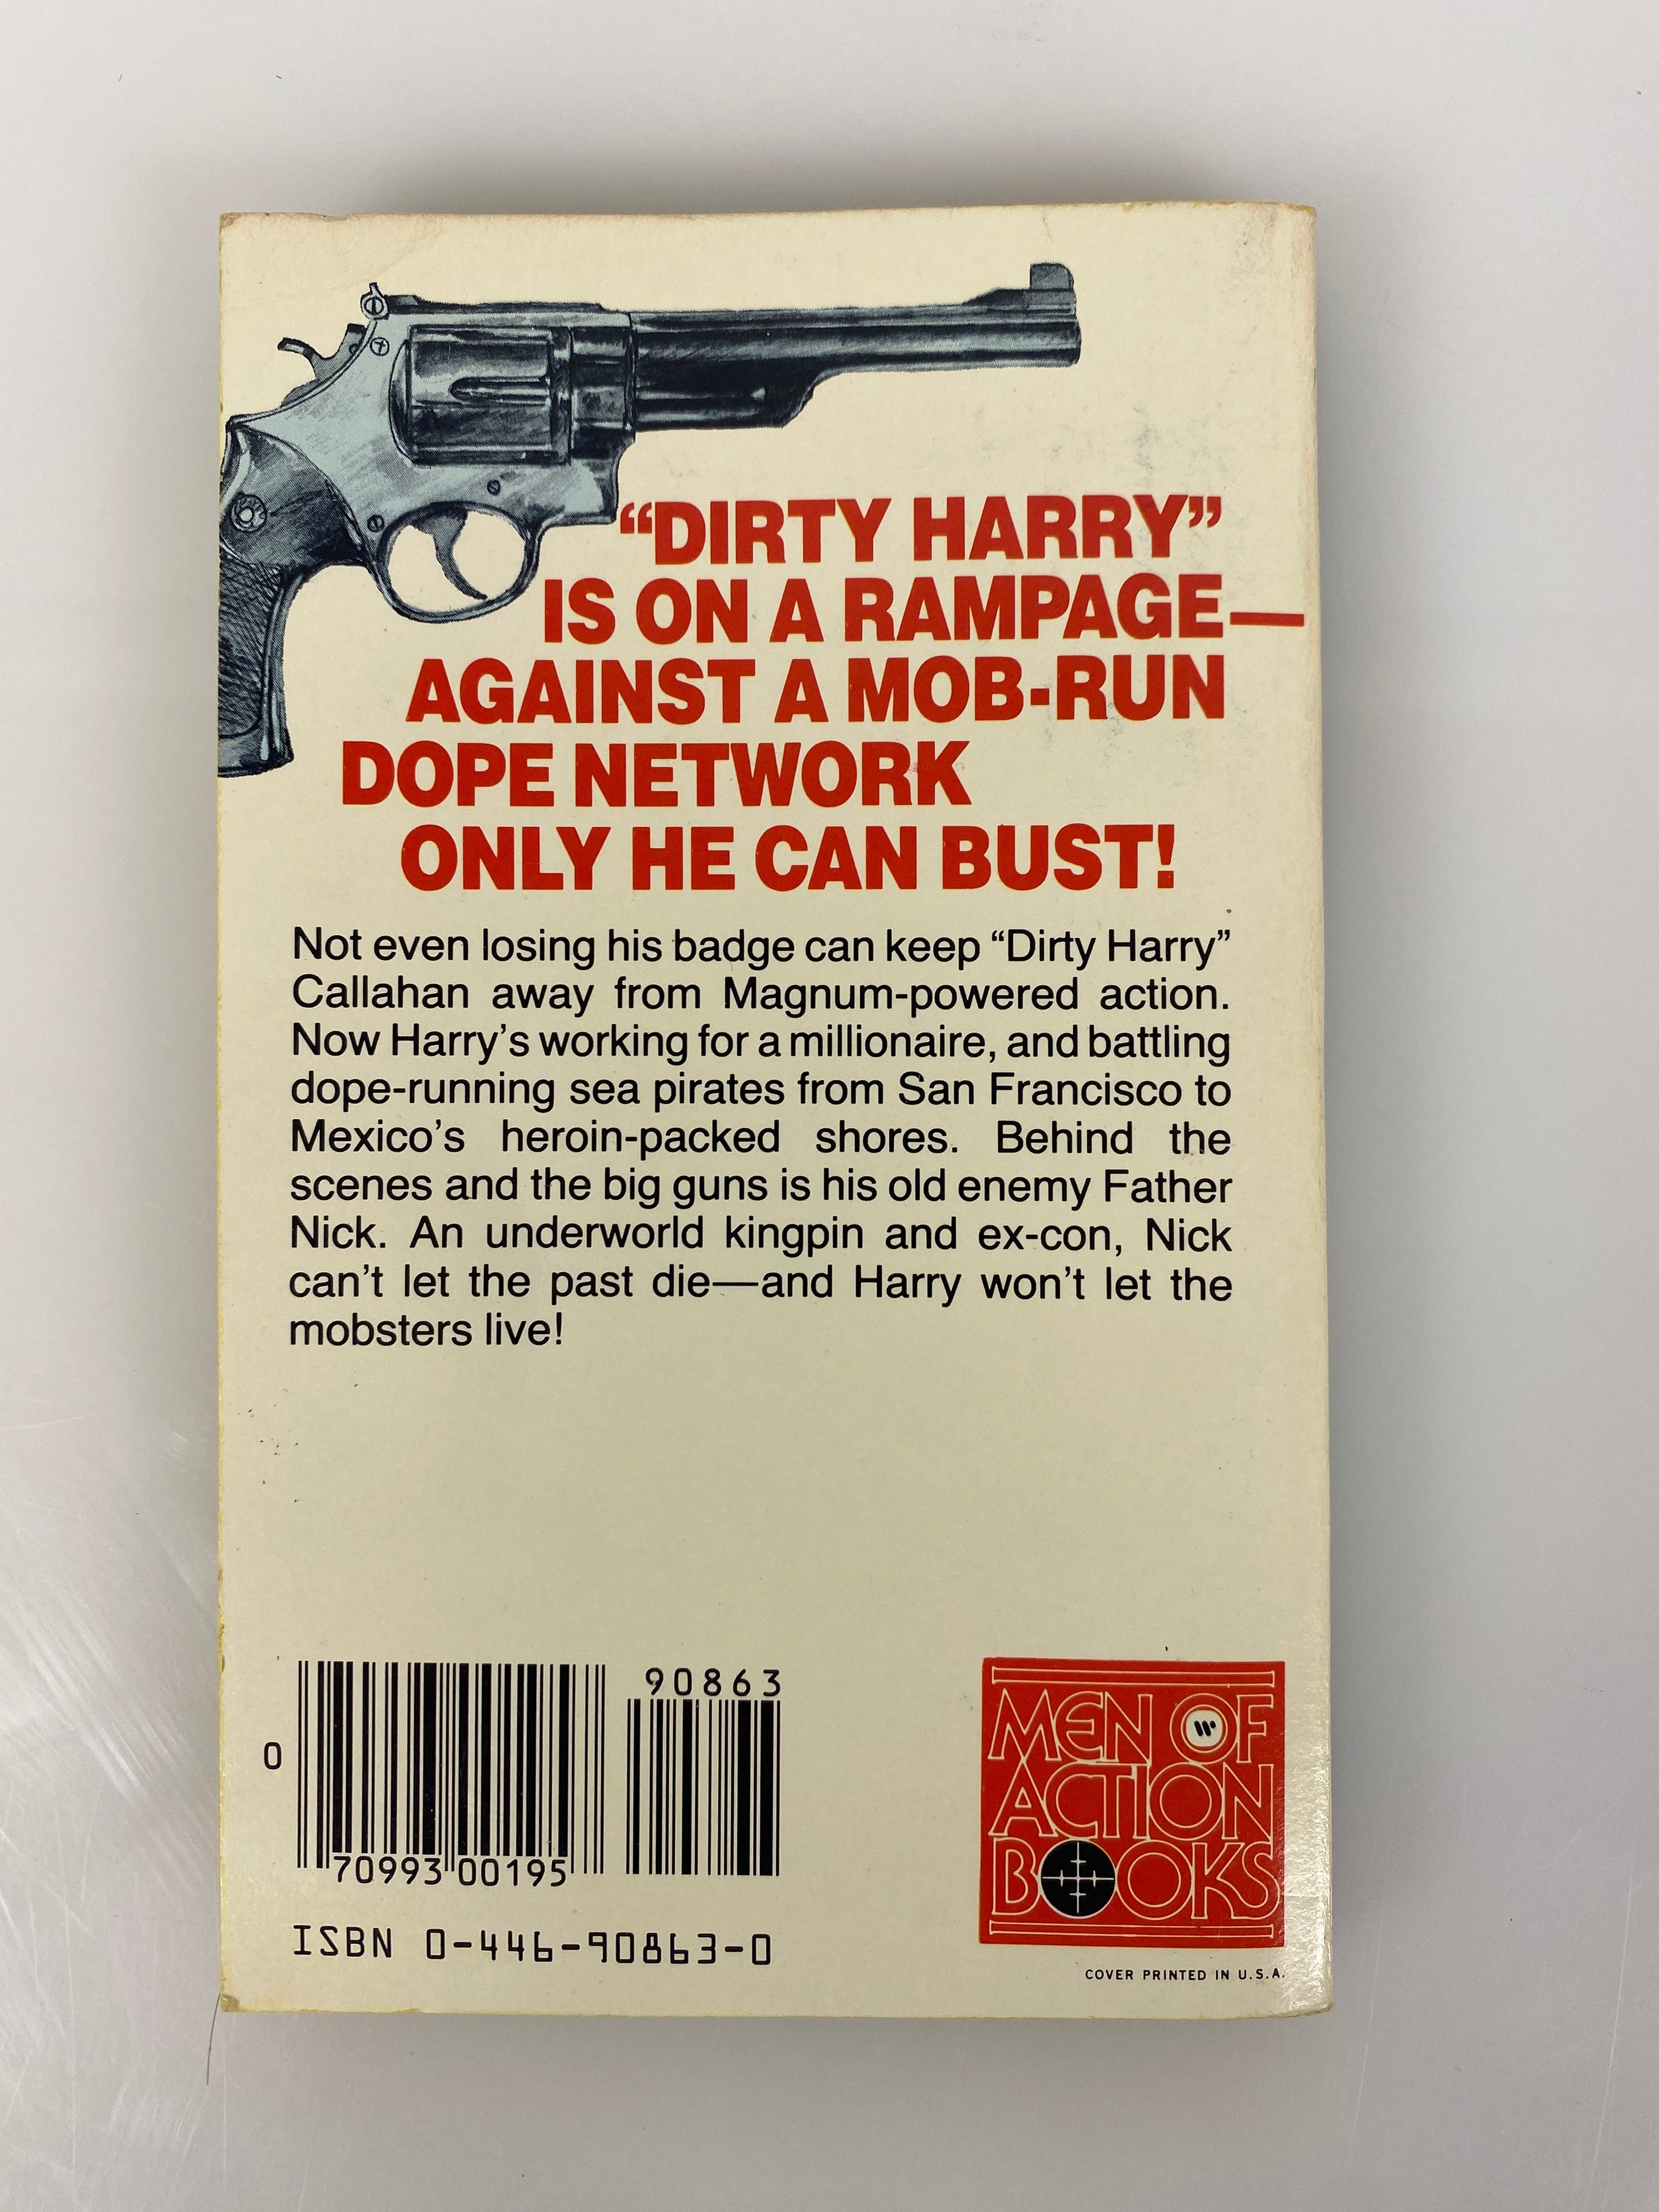 “DIRTY HARRY”
IS ON A RAMPAGE—
AGAINST A MOB-RUN
DOPE NETWORK
ONLY HE CAN BUST!
Not even losing his badge can keep “Dirty Harry”
Callahan away from Magnum-powered action.
Now Harry’s working for a millionaire, and battling
dope-running sea pirates from San Francisco to
Mexico’s heroin-packed shores. Behind the
scenes and the big guns is his old enemy Father
Nick. An underworld kingpin and ex-con, Nick
can’t let the past die—and Harry won’t let the
mobsters live!
90863
0
70993 00195
ISBN 0-446-90863-0
MEN OF
ACTION
BOOKS
COVER PRINTED IN U.S.A.